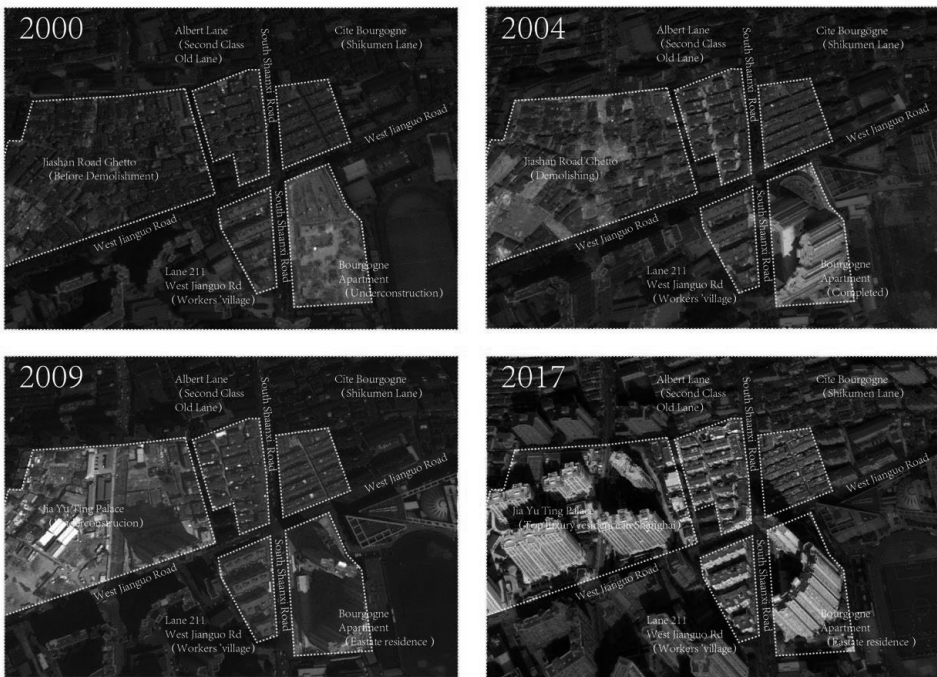 2000
Albert Lane
(Second Class
Old Lane)
South Shaanxi Road
Cite Bourgogne
(Shikumen Lane)
West Jianguo Road
Jiashan Road Ghetto
(Before Demolishment)
West Jianguo Road
South Shaanxi Road
Lane 211
West Jianguo Rd
(Workers 'village)
Bourgogne
Apartment
(Underconstruction)
2004
Albert Lane
(Second Class
Old Lane)
South Shaanxi Road
Cite Bourgogne
(Shikumen Lane)
West Jianguo Road
Jiashan Road Ghetto
(Demolishing)
West Jianguo Road
South Shaanxi Road
Lane 211
West Jianguo Rd
(Workers 'village)
Bourgogne
Apartment
(Completed)
2009
Albert Lane
(Second Class
Old Lane)
South Shaanxi Road
Cite Bourgogne
(Shikumen Lane)
West Jianguo Road
Jia Yu Ting Palace
West Jianguo Road
South Shaanxi Road
Lane 211
West Jianguo Rd
(Workers 'village)
Bourgogne
Apartment
(Eastate residence )
2017
Albert Lane
(Second Class
Old Lane)
South Shaanxi Road
Cite Bourgogne
(Shikumen Lane)
West Jianguo Road
Jia Yu Ting Palace
(Top luxury residence in Shanghai)
West Jianguo Road
South Shaanxi Road
Lane 211
West Jianguo Rd
(Workers 'village)
Bourgogne
Apartment
(Eastate residence)